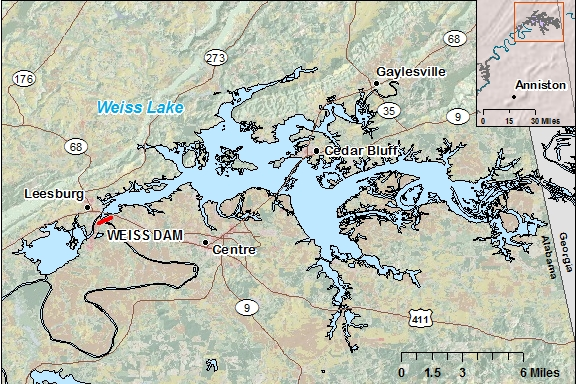 68
273
176
Gaylesville
Anniston
0 15 30 Miles
Weiss Lake
35
9
68
Cedar Bluff
Leesburg
WEISS DAM
Centre
Georgia
Alabama
9
411
0 1.5 3 6 Miles